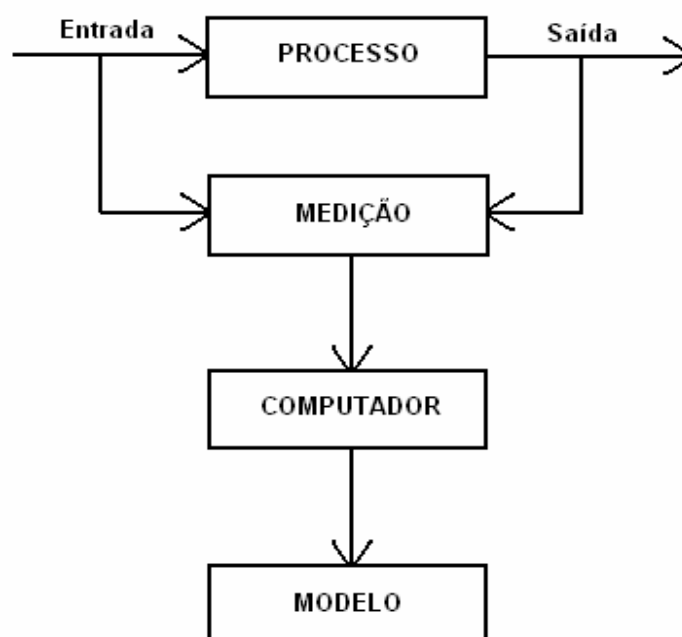 Entrada
PROCESSO
Saída
MEDIÇÃO
COMPUTADOR
MODELO